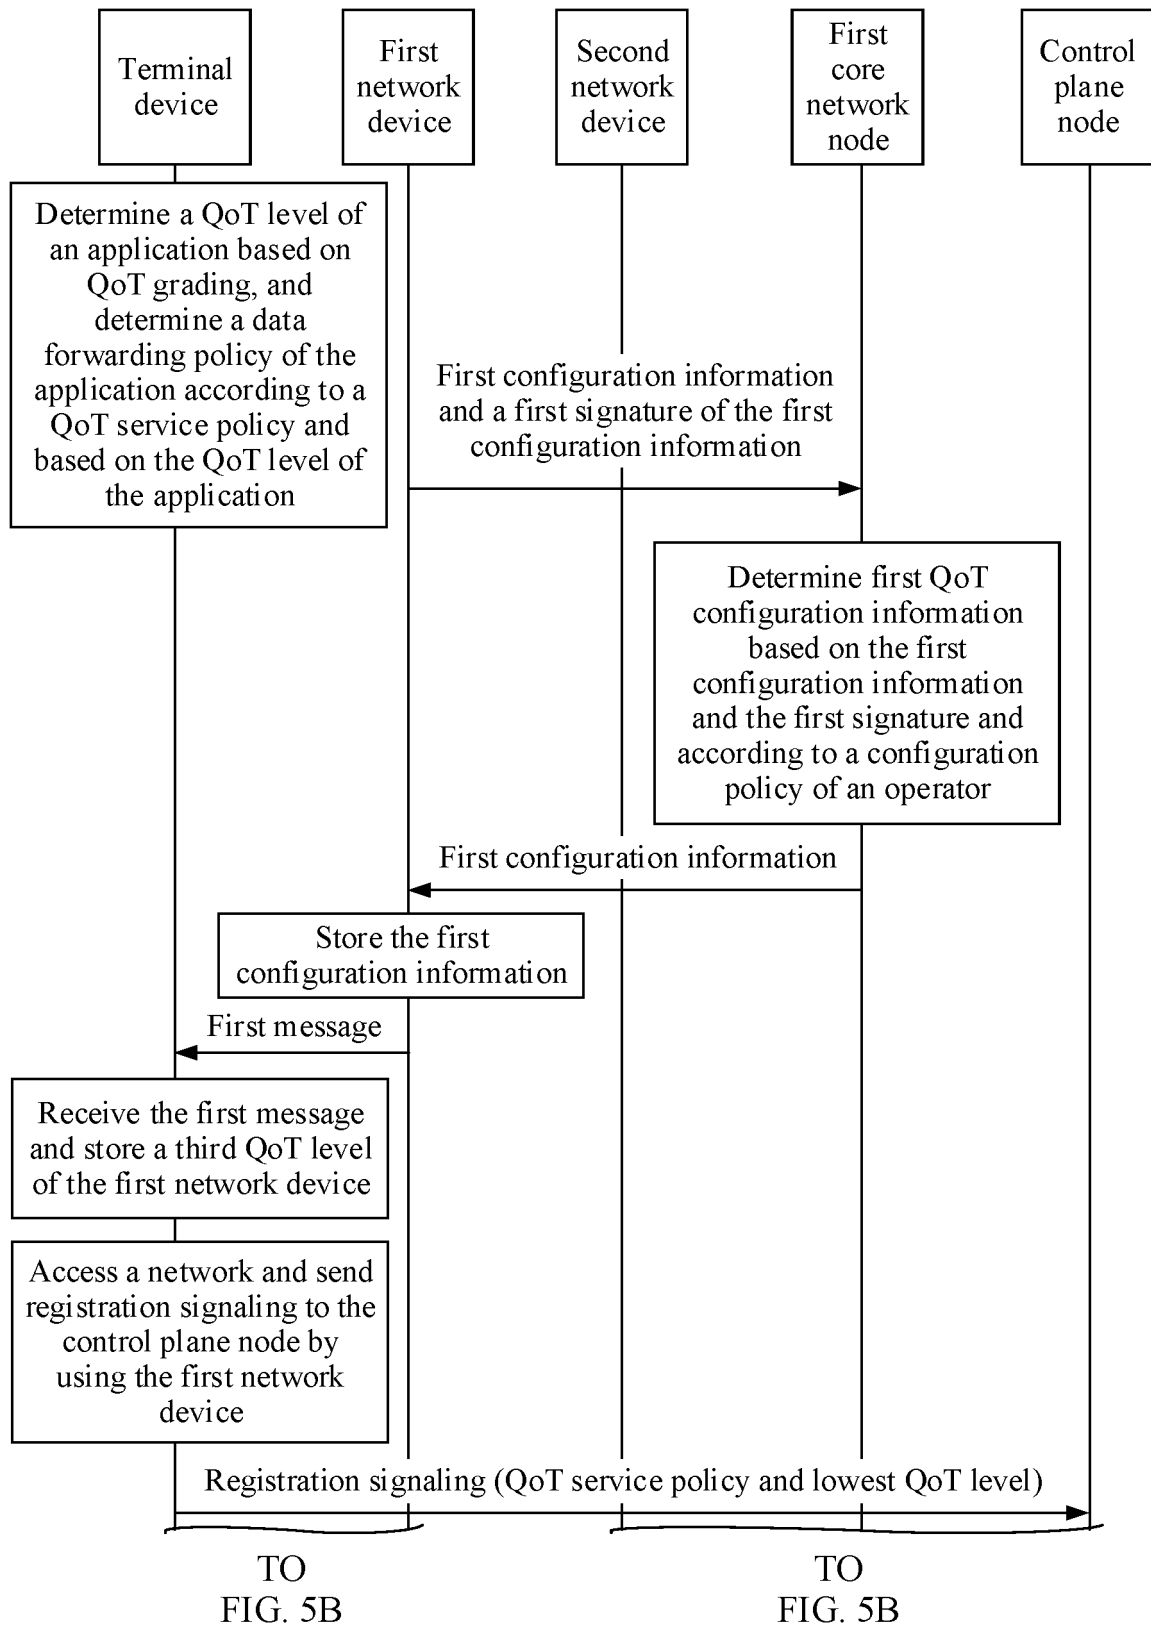 Terminal
device
First
network
device
Second
network
device
First
core
network
node
Control
plane
node
Determine a QoT level of
an application based on
QoT grading, and
determine a data
forwarding policy of the
application according to a
QoT service policy and
based on the QoT level of
the application
First configuration information
and a first signature of the first
configuration information
Determine first QoT
configuration information
based on the first
configuration information
and the first signature and
according to a configuration
policy of an operator
First configuration information
Store the first
configuration information
First message
Receive the first message
and store a third QoT level
of the first network device
Access a network and send
registration signaling to the
control plane node by
using the first network
device
Registration signaling (QoT service policy and lowest QoT level)
TO
FIG. 5B
TO
FIG. 5B